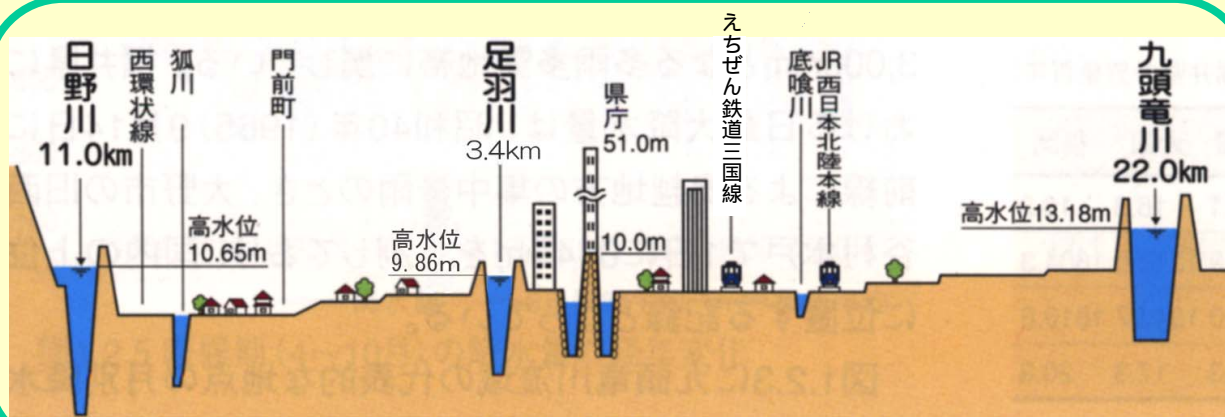 日野川
11.0km
西環状線
狐川
門前町
足羽川
3.4km
県庁
51.0m
10.0m
えちぜん鉄道三国線
底喰川
JR西日本北陸本線
九頭竜川
22.0km
高水位
10.65m
高水位
9.86m
高水位13.18m